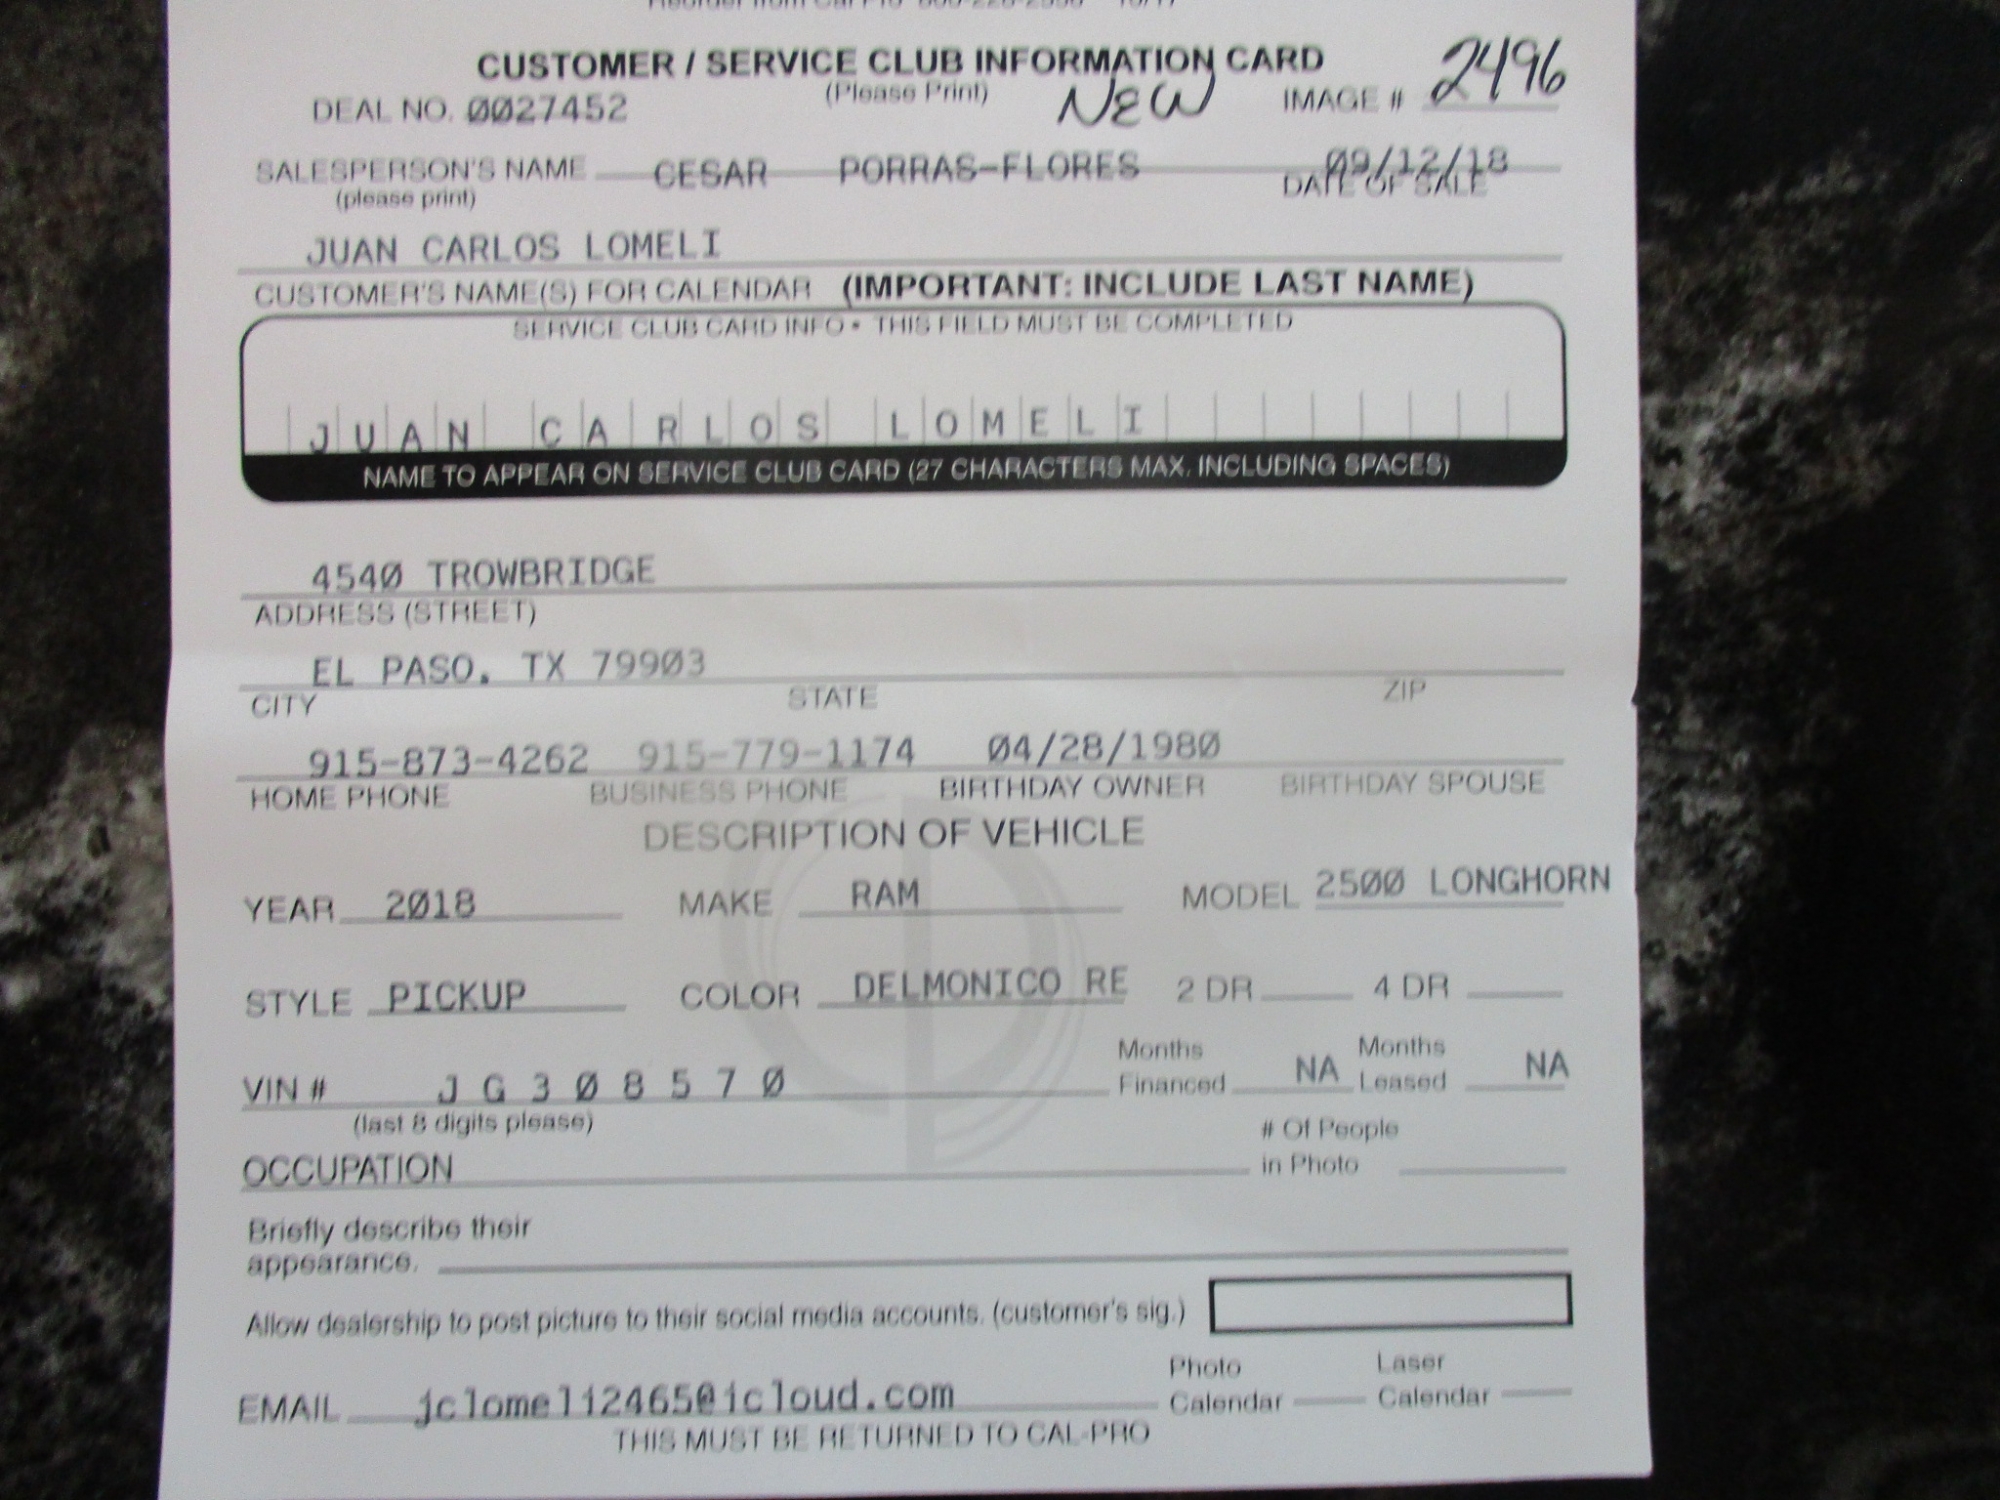 CUSTOMER / SERVICE CLUB INFORMATION CARD
(Please Print) NEW IMAGE # 2496
DEAL NO. 0027452
SALESPERSON'S NAME CESAR PORRAS-FLORES 09/12/18
(please print) DATE OF SALE
JUAN CARLOS LOMELI
CUSTOMER'S NAME(S) FOR CALENDAR (IMPORTANT: INCLUDE LAST NAME)
SERVICE CLUB CARD INFO • THIS FIELD MUST BE COMPLETED
JUAN CARLOS LOMELI
NAME TO APPEAR ON SERVICE CLUB CARD (27 CHARACTERS MAX. INCLUDING SPACES)
4540 TROWBRIDGE
ADDRESS (STREET)
EL PASO, TX 79903
CITY STATE ZIP
915-873-4262 915-779-1174 04/28/1980
HOME PHONE BUSINESS PHONE BIRTHDAY OWNER BIRTHDAY SPOUSE
DESCRIPTION OF VEHICLE
YEAR 2018 MAKE RAM MODEL 2500 LONGHORN
STYLE PICKUP COLOR DELMONICO RE 2 DR 4 DR
VIN # JG308570 Months Financed NA Months Leased NA
(last 8 digits please)
OCCUPATION # Of People in Photo
Briefly describe their
appearance.
Allow dealership to post picture to their social media accounts. (customer's sig.)
EMAIL jclomeli2465@icloud.com Photo Calendar Laser Calendar
THIS MUST BE RETURNED TO CAL-PRO